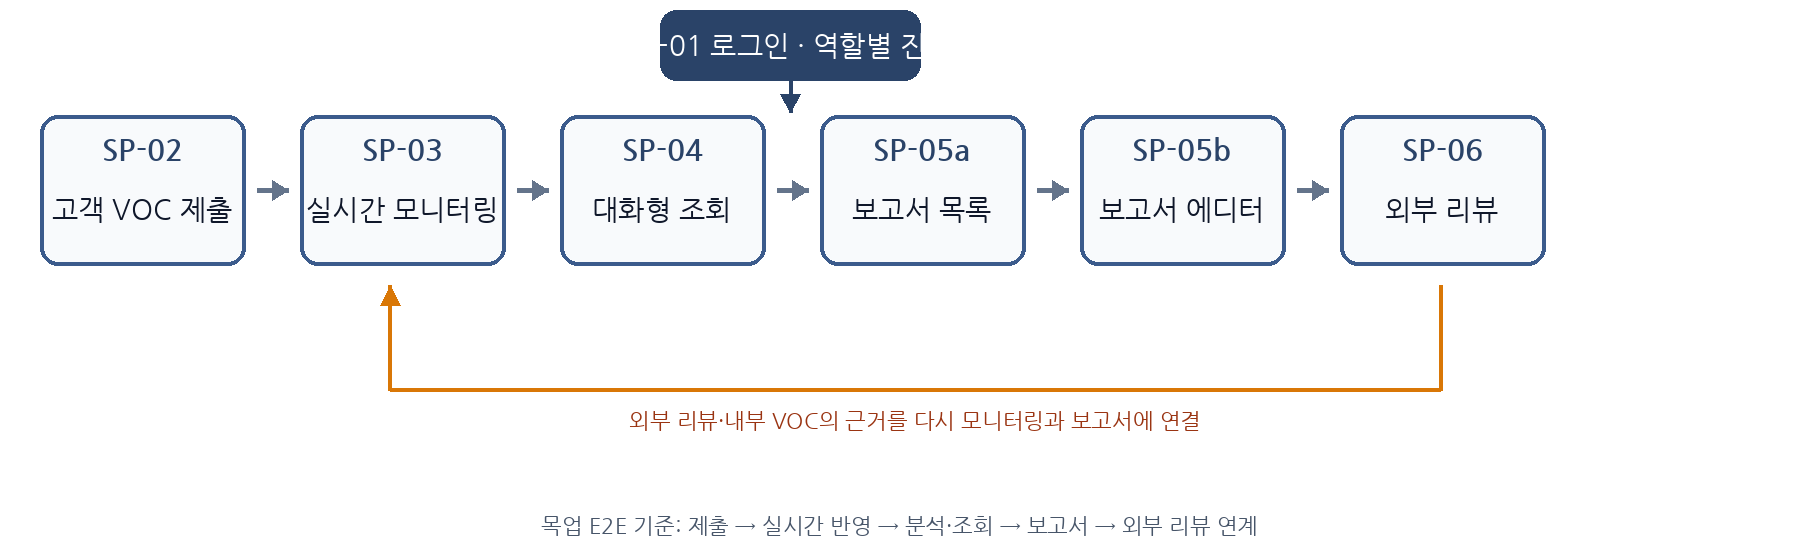 -01 로그인 · 역할별 진
SP-02
고객 VOC 제출
SP-03
실시간 모니터링
SP-04
대화형 조회
SP-05a
보고서 목록
SP-05b
보고서 에디터
SP-06
외부 리뷰
외부 리뷰·내부 VOC의 근거를 다시 모니터링과 보고서에 연결
목업 E2E 기준: 제출 → 실시간 반영 → 분석·조회 → 보고서 → 외부 리뷰 연계